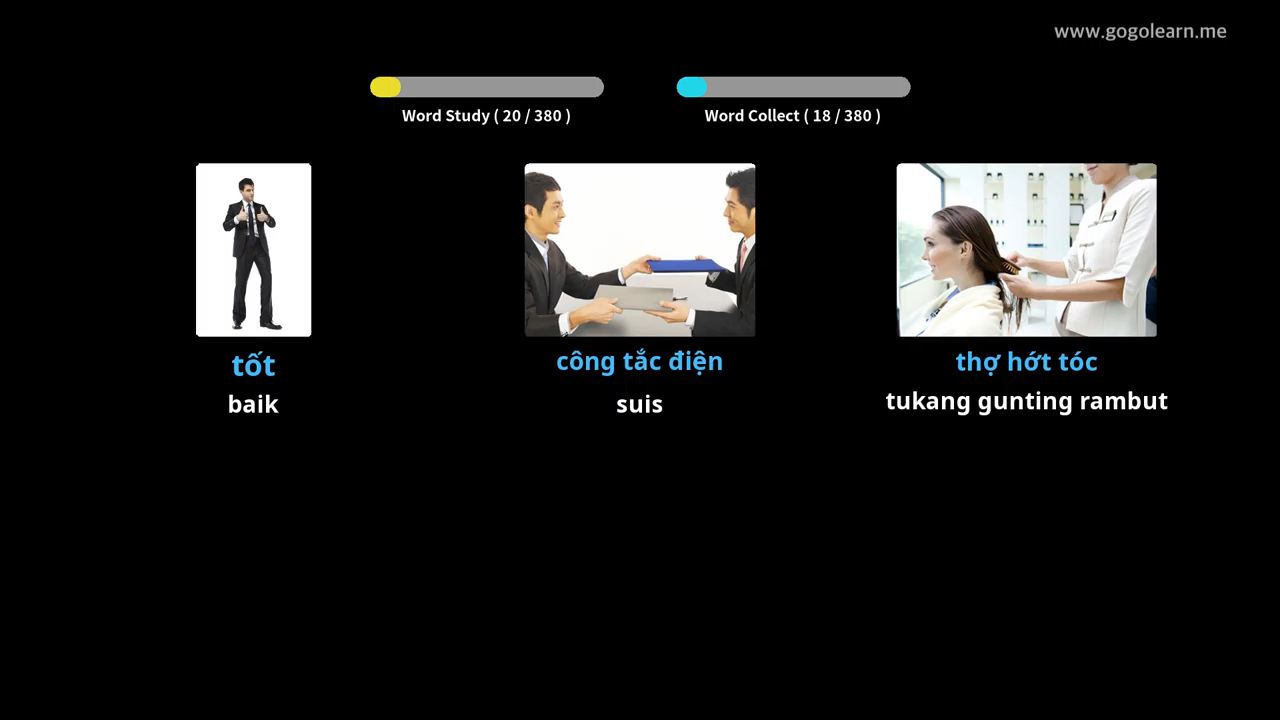 www.gogolearn.me
Word Study ( 20 / 380 )
Word Collect ( 18 / 380 )
tốt
công tắc điện
thợ hớt tóc
baik
suis
tukang gunting rambut